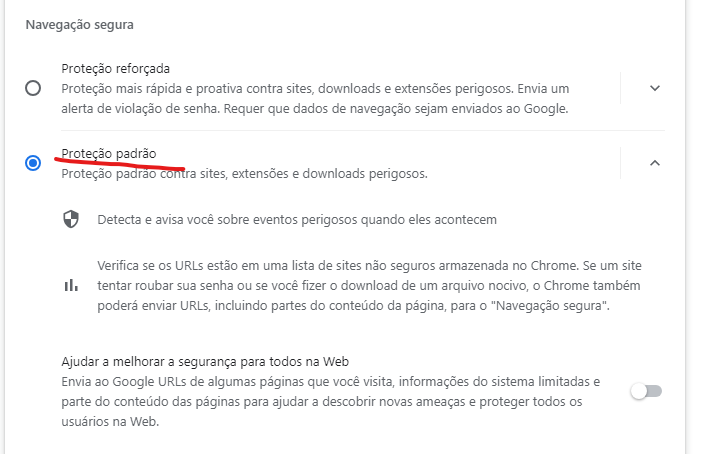 Navegação segura
Proteção reforçada
Proteção mais rápida e proativa contra sites, downloads e extensões perigosos. Envia um
alerta de violação de senha. Requer que dados de navegação sejam enviados ao Google.
Proteção padrão
Proteção padrão contra sites, extensões e downloads perigosos.
Detecta e avisa você sobre eventos perigosos quando eles acontecem
Verifica se os URLs estão em uma lista de sites não seguros armazenada no Chrome. Se um site
tentar roubar sua senha ou se você fizer o download de um arquivo nocivo, o Chrome também
poderá enviar URLs, incluindo partes do conteúdo da página, para o "Navegação segura".
Ajudar a melhorar a segurança para todos na Web
Envia ao Google URLs de algumas páginas que você visita, informações do sistema limitadas e
parte do conteúdo das páginas para ajudar a descobrir novas ameaças e proteger todos os
usuários na Web.